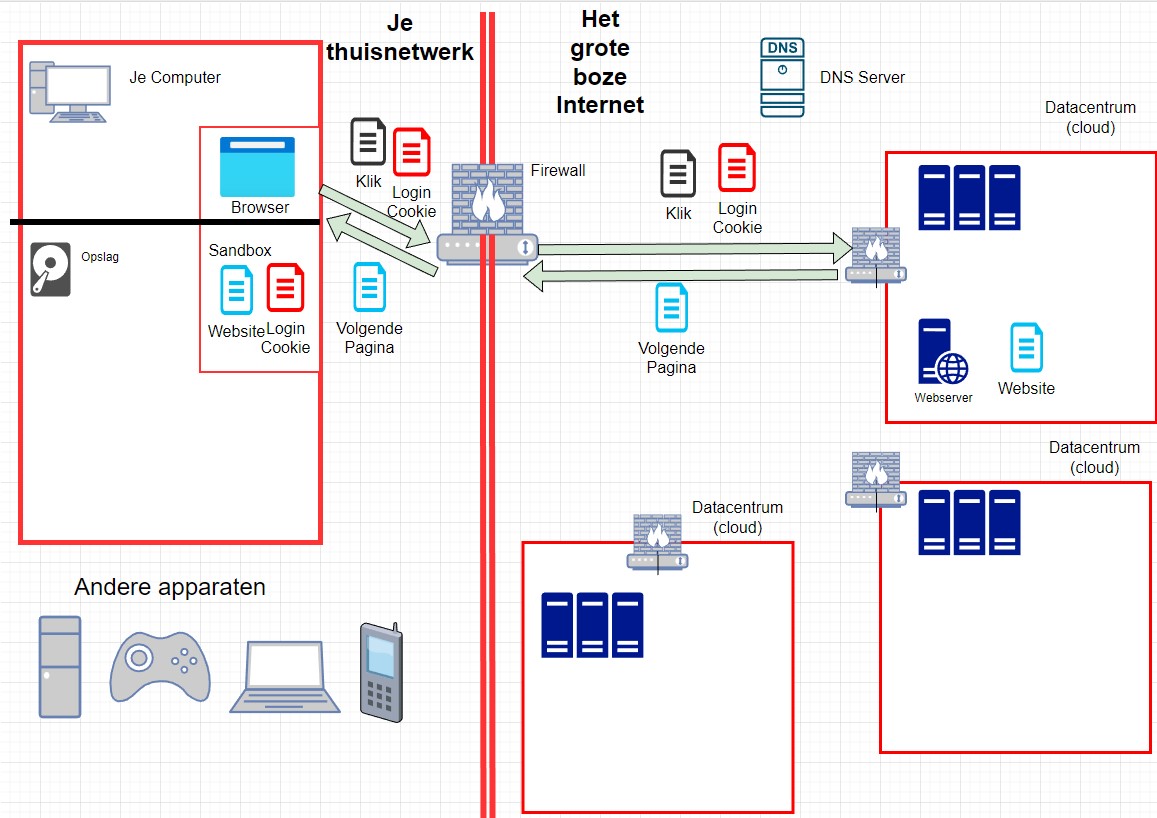 Je
thuisnetwerk
Het
grote
boze
Internet
DNS
DNS Server
Je Computer
Datacentrum
(cloud)
Browser
Klik
Login
Cookie
Firewall
Klik
Login
Cookie
Opslag
Sandbox
Website
Login
Cookie
Volgende
Pagina
Volgende
Pagina
Webserver
Website
Datacentrum
(cloud)
Datacentrum
(cloud)
Andere apparaten